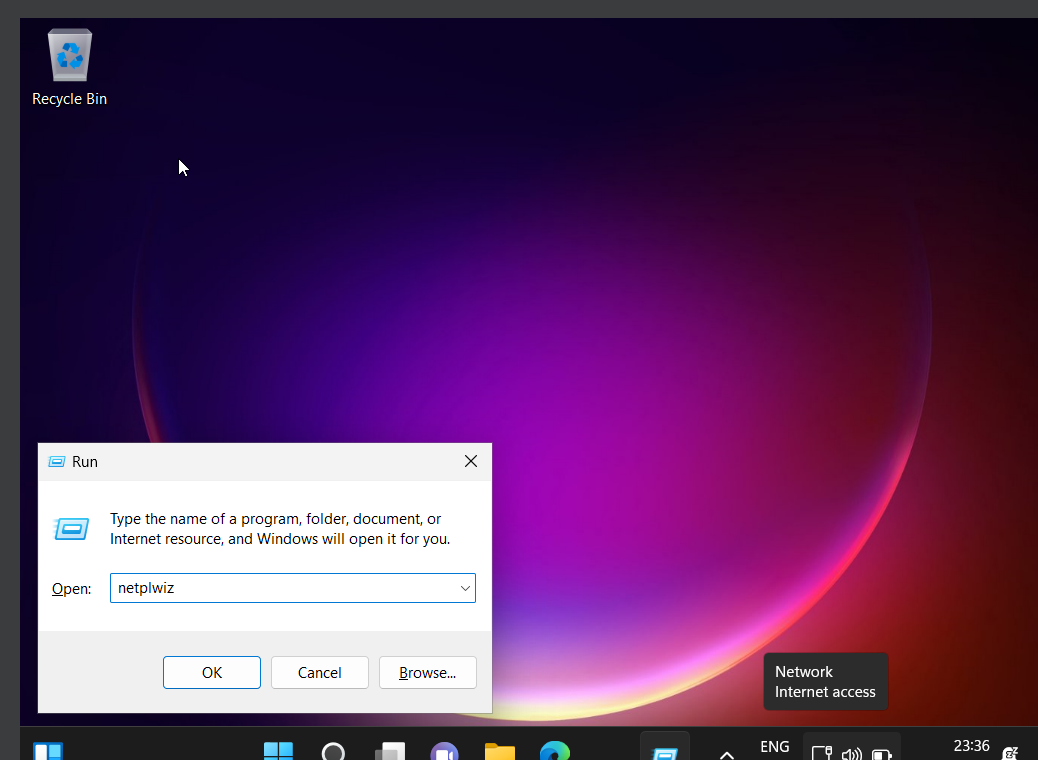 Recycle Bin
Run
Type the name of a program, folder, document, or
Internet resource, and Windows will open it for you.
Open:
netplwiz
OK
Cancel
Browse...
Network
Internet access
ENG
23:36